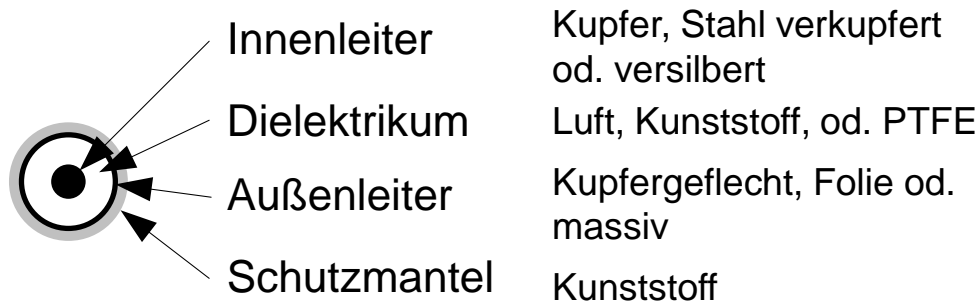 Innenleiter
Kupfer, Stahl verkupfert
od. versilbert
Dielektrikum
Luft, Kunststoff, od. PTFE
Außenleiter
Kupfergeflecht, Folie od.
massiv
Schutzmantel
Kunststoff